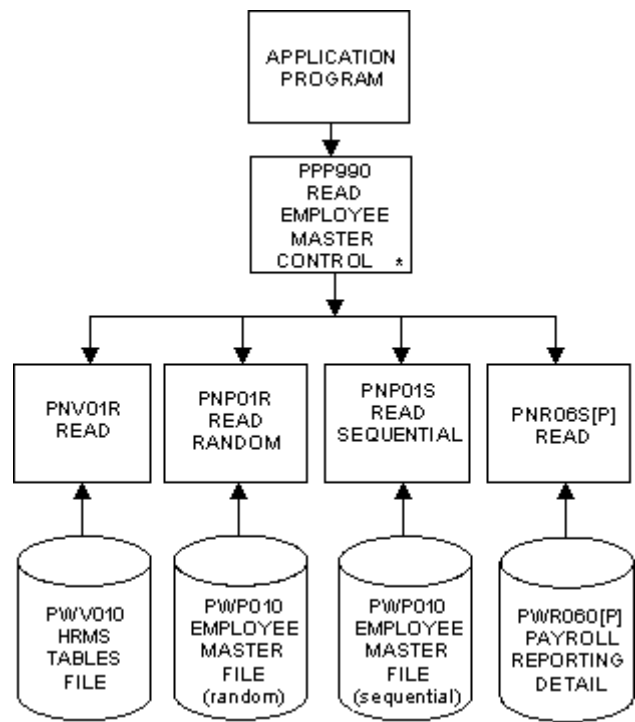 APPLICATION
PROGRAM
PPP990
READ
EMPLOYEE
MASTER
CONTROL *
PNV01R
READ
PNP01R
READ
RANDOM
PNP01S
READ
SEQUENTIAL
PNR06S[P]
READ
PWV010
HRMS
TABLES
FILE
PWP010
EMPLOYEE
MASTER
FILE
(random)
PWP010
EMPLOYEE
MASTER
FILE
(sequential)
PWR060[P]
PAYROLL
REPORTING
DETAIL